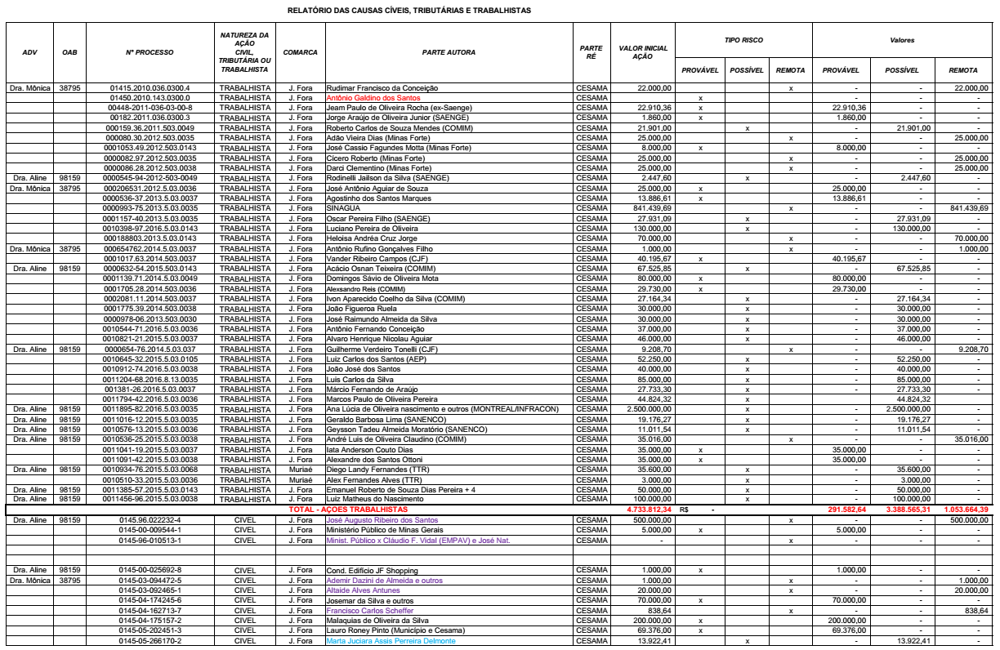 RELATÓRIO DAS CAUSAS CÍVEIS, TRIBUTÁRIAS E TRABALHISTAS
ADV OAB Nº PROCESSO NATUREZA DA AÇÃO CIVIL, TRIBUTÁRIA OU TRABALHISTA COMARCA PARTE AUTORA PARTE RÉ VALOR INICIAL AÇÃO TIPO RISCO Valores
PROVÁVEL POSSÍVEL REMOTA PROVÁVEL POSSÍVEL REMOTA
Dra. Mônica 38795 01415.2010.036.0300.4 TRABALHISTA J. Fora Rudimar Francisco da Conceição CESAMA 22.000,00 x - - 22.000,00
01450.2010.143.0300.0 TRABALHISTA J. Fora Antônio Galdino dos Santos CESAMA x - - -
00448-2011-036-03-00-8 TRABALHISTA J. Fora Jeam Paulo de Oliveira Rocha (ex-Saenge) CESAMA 22.910,36 x 22.910,36 - -
00182.2011.036.0300.3 TRABALHISTA J. Fora Jorge Araújo de Oliveira Junior (SAENGE) CESAMA 1.860,00 x 1.860,00 - -
000159.36.2011.503.0049 TRABALHISTA J. Fora Roberto Carlos de Souza Mendes (COMIM) CESAMA 21.901,00 x - 21.901,00 -
000080.30.2012.503.0035 TRABALHISTA J. Fora Adão Vieira Dias (Minas Forte) CESAMA 25.000,00 x - - 25.000,00
0001053.49.2012.503.0143 TRABALHISTA J. Fora José Cassio Fagundes Motta (Minas Forte) CESAMA 8.000,00 x 8.000,00 - -
0000082.97.2012.503.0035 TRABALHISTA J. Fora Cícero Roberto (Minas Forte) CESAMA 25.000,00 x - - 25.000,00
0000086.28.2012.503.0038 TRABALHISTA J. Fora Darci Clementino (Minas Forte) CESAMA 25.000,00 x - - 25.000,00
Dra. Aline 98159 0000545-94-2012-503-0049 TRABALHISTA J. Fora Rodinelli Jailson da Silva (SAENGE) CESAMA 2.447,60 x - 2.447,60 -
Dra. Mônica 38795 000206531.2012.5.03.0036 TRABALHISTA J. Fora José Antônio Aguiar de Souza CESAMA 25.000,00 x 25.000,00 - -
0000536-37.2013.5.03.0037 TRABALHISTA J. Fora Agostinho dos Santos Marques CESAMA 13.886,61 x 13.886,61 - -
0000993-75.2013.5.03.0035 TRABALHISTA J. Fora SINAGUA CESAMA 841.439,69 x - - 841.439,69
0001157-40.2013.5.03.0035 TRABALHISTA J. Fora Oscar Pereira Filho (SAENGE) CESAMA 27.931,09 x - 27.931,09 -
0010398-97.2016.5.03.0143 TRABALHISTA J. Fora Luciano Pereira de Oliveira CESAMA 130.000,00 x - 130.000,00 -
000188803.2013.5.03.0143 TRABALHISTA J. Fora Heloisa Andréa Cruz Jorge CESAMA 70.000,00 x - - 70.000,00
Dra. Mônica 38795 000654762.2014.5.03.0037 TRABALHISTA J. Fora Antônio Rufino Gonçalves Filho CESAMA 1.000,00 x - - 1.000,00
0001017.63.2014.503.0037 TRABALHISTA J. Fora Vander Ribeiro Campos (CJF) CESAMA 40.195,67 x 40.195,67 - -
Dra. Aline 98159 0000632-54.2015.503.0143 TRABALHISTA J. Fora Acácio Osnan Teixeira (COMIM) CESAMA 67.525,85 x - 67.525,85 -
0001139.71.2014.5.03.0049 TRABALHISTA J. Fora Domingos Sávio de Oliveira Mota CESAMA 80.000,00 x 80.000,00 - -
0001705.28.2014.503.0036 TRABALHISTA J. Fora Alexsandro Reis (COMIM) CESAMA 29.730,00 x 29.730,00 - -
0002081.11.2014.503.0037 TRABALHISTA J. Fora Ivon Aparecido Coelho da Silva (COMIM) CESAMA 27.164,34 x - 27.164,34 -
0001775.39.2014.503.0038 TRABALHISTA J. Fora João Figueroa Ruela CESAMA 30.000,00 x - 30.000,00 -
0000978-06.2013.503.0030 TRABALHISTA J. Fora José Raimundo Almeida da Silva CESAMA 30.000,00 x - 30.000,00 -
0010544-71.2016.5.03.0036 TRABALHISTA J. Fora Antônio Fernando Conceição CESAMA 37.000,00 x - 37.000,00 -
0010821-21.2015.5.03.0037 TRABALHISTA J. Fora Alvaro Henrique Nicolau Aguiar CESAMA 46.000,00 x - 46.000,00 -
Dra. Aline 98159 0000654-76-2014.5.03.037 TRABALHISTA J. Fora Guilherme Verdeiro Tonelli (CJF) CESAMA 9.208,70 x - - 9.208,70
0010645-32.2015.5.03.0105 TRABALHISTA J. Fora Luiz Carlos dos Santos (AEP) CESAMA 52.250,00 x - 52.250,00 -
0010912-74.2016.5.03.0038 TRABALHISTA J. Fora João José dos Santos CESAMA 40.000,00 x - 40.000,00 -
0011204-68.2016.8.13.0035 TRABALHISTA J. Fora Luis Carlos da Silva CESAMA 85.000,00 x - 85.000,00 -
001381-26.2016.5.03.0037 TRABALHISTA J. Fora Márcio Fernando de Araújo CESAMA 27.733,30 x - 27.733,30 -
0011794-42.2016.5.03.0036 TRABALHISTA J. Fora Marcos Paulo de Oliveira Pereira CESAMA 44.824,32 x 44.824,32 -
Dra. Aline 98159 0011895-82.2016.5.03.0035 TRABALHISTA J. Fora Ana Lúcia de Oliveira nascimento e outros (MONTREAL/INFRACON) CESAMA 2.500.000,00 x - 2.500.000,00 -
Dra. Aline 98159 0011016-12.2015.5.03.0035 TRABALHISTA J. Fora Geraldo Barbosa Lima (SANENCO) CESAMA 19.176,27 x - 19.176,27 -
Dra. Aline 98159 0010576-13.2015.5.03.0036 TRABALHISTA J. Fora Geysson Tadeu Almeida Moratório (SANENCO) CESAMA 11.011,54 x - 11.011,54 -
Dra. Aline 98159 0010536-25.2015.5.03.0038 TRABALHISTA J. Fora André Luis de Oliveira Claudino (COMIM) CESAMA 35.016,00 x - - 35.016,00
0011041-19.2015.5.03.0037 TRABALHISTA J. Fora Iata Anderson Couto Dias CESAMA 35.000,00 x 35.000,00 - -
0011091-42.2015.5.03.0038 TRABALHISTA J. Fora Alexandre dos Santos Ottoni CESAMA 35.000,00 x 35.000,00 - -
Dra. Aline 98159 0010934-76.2015.5.03.0068 TRABALHISTA Muriaé Diego Landy Fernandes (TTR) CESAMA 35.600,00 x - 35.600,00 -
0010510-33.2015.5.03.0036 TRABALHISTA Muriaé Alex Fernandes Alves (TTR) CESAMA 3.000,00 x - 3.000,00 -
Dra. Aline 98159 0011385-57.2015.5.03.0143 TRABALHISTA J. Fora Emanuel Roberto de Souza Dias Pereira + 4 CESAMA 50.000,00 x - 50.000,00 -
Dra. Aline 98159 0011456-96.2015.5.03.0038 TRABALHISTA J. Fora Luiz Matheus do Nascimento CESAMA 100.000,00 x - 100.000,00 -
TOTAL - AÇOES TRABALHISTAS 4.733.812,34 R$ - 291.582,64 3.388.565,31 1.053.664,39
Dra. Aline 98159 0145.96.022232-4 CIVEL J. Fora José Augusto Ribeiro dos Santos CESAMA 500.000,00 x - - 500.000,00
0145-00-009544-1 CIVEL J. Fora Ministério Público de Minas Gerais CESAMA 5.000,00 x 5.000,00 - -
0145-96-010513-1 CIVEL J. Fora Minist. Público x Cláudio F. Vidal (EMPAV) e José Nat. CESAMA - x - - -
Dra. Aline 98159 0145-00-025692-8 CIVEL J. Fora Cond. Edifício JF Shopping CESAMA 1.000,00 x 1.000,00 - -
Dra. Mônica 38795 0145-03-094472-5 CIVEL J. Fora Ademir Dazini de Almeida e outros CESAMA 1.000,00 x - - 1.000,00
0145-03-092465-1 CIVEL J. Fora Altaide Alves Antunes CESAMA 20.000,00 x - - 20.000,00
0145-04-174245-6 CIVEL J. Fora Josemar da Silva e outros CESAMA 70.000,00 x 70.000,00 - -
0145-04-162713-7 CIVEL J. Fora Francisco Carlos Scheffer CESAMA 838,64 x - - 838,64
0145-04-175157-2 CIVEL J. Fora Malaquias de Oliveira da Silva CESAMA 200.000,00 x 200.000,00 - -
0145-05-202451-3 CIVEL J. Fora Lauro Roney Pinto (Município e Cesama) CESAMA 69.376,00 x 69.376,00 - -
0145-05-266170-2 CIVEL J. Fora Marta Juciara Assis Perreira Delmonte CESAMA 13.922,41 x - 13.922,41 -